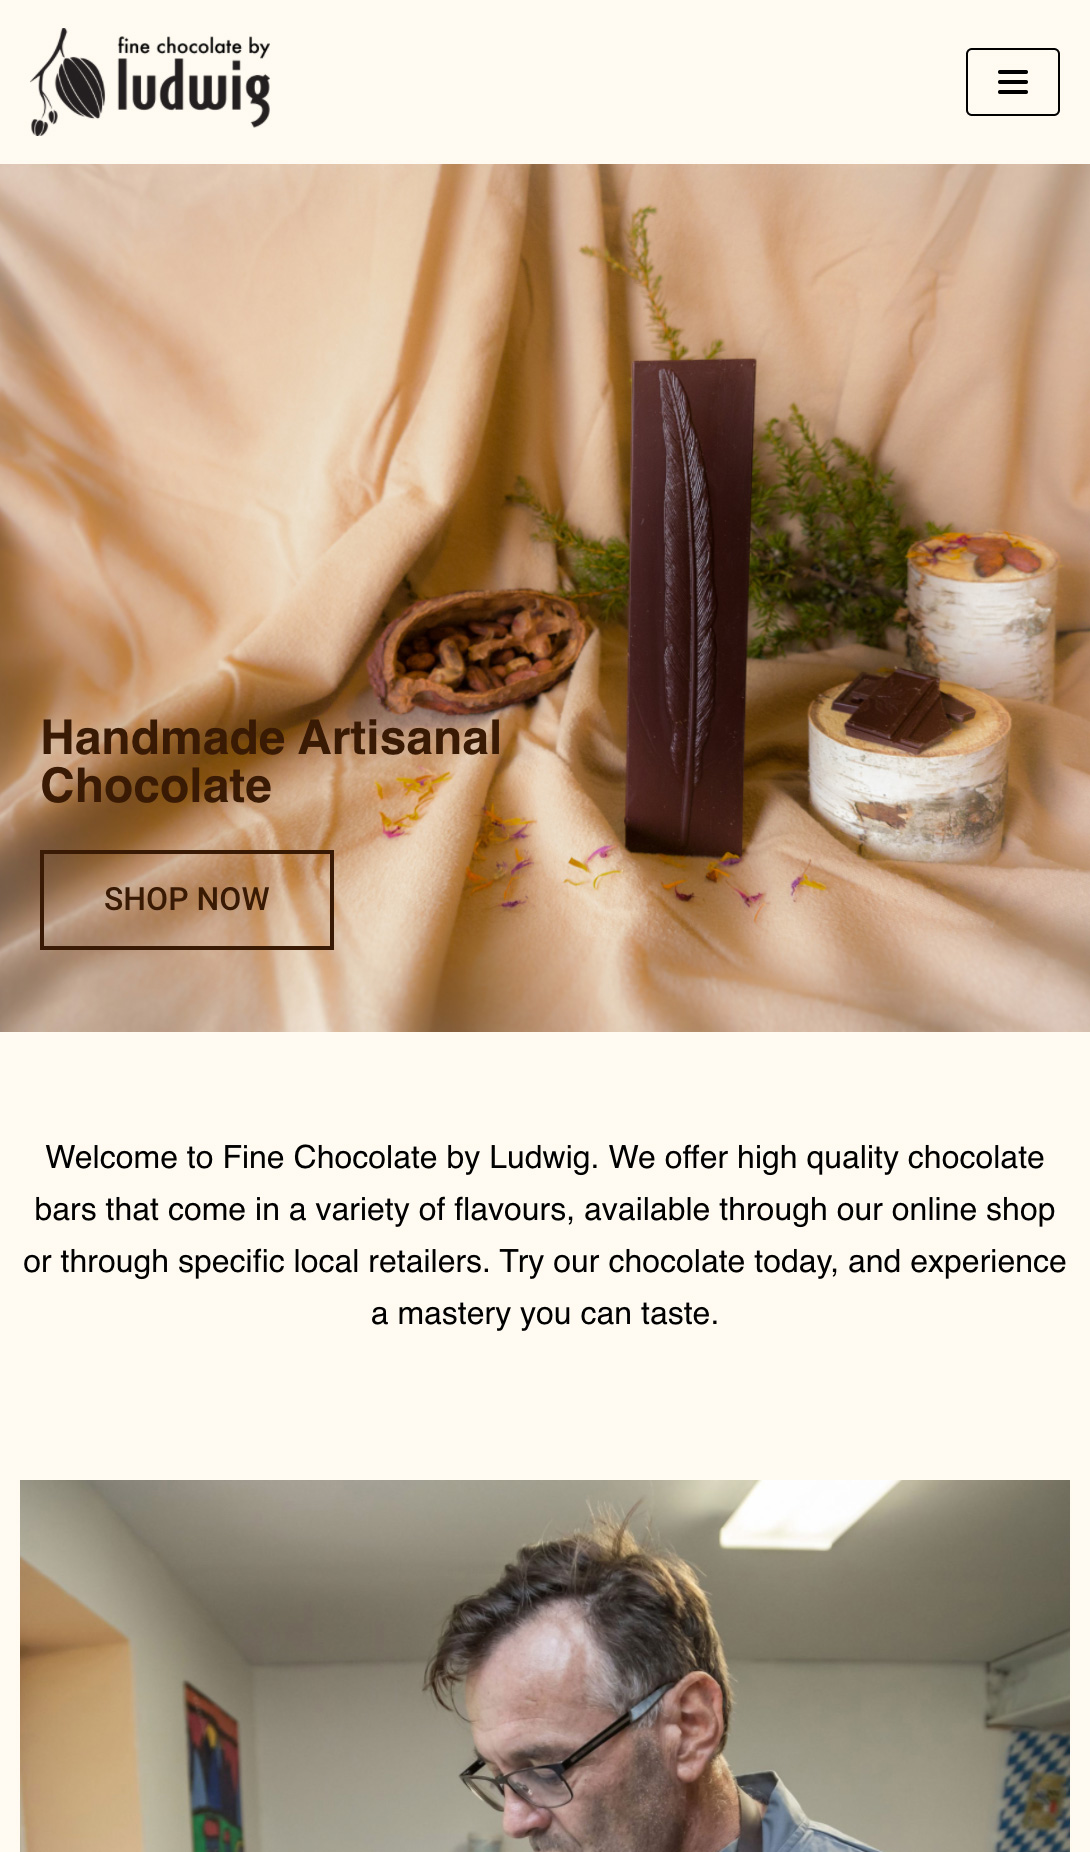 fine chocolate by
ludwig
Handmade Artisanal
Chocolate
SHOP NOW
Welcome to Fine Chocolate by Ludwig. We offer high quality chocolate
bars that come in a variety of flavours, available through our online shop
or through specific local retailers. Try our chocolate today, and experience
a mastery you can taste.